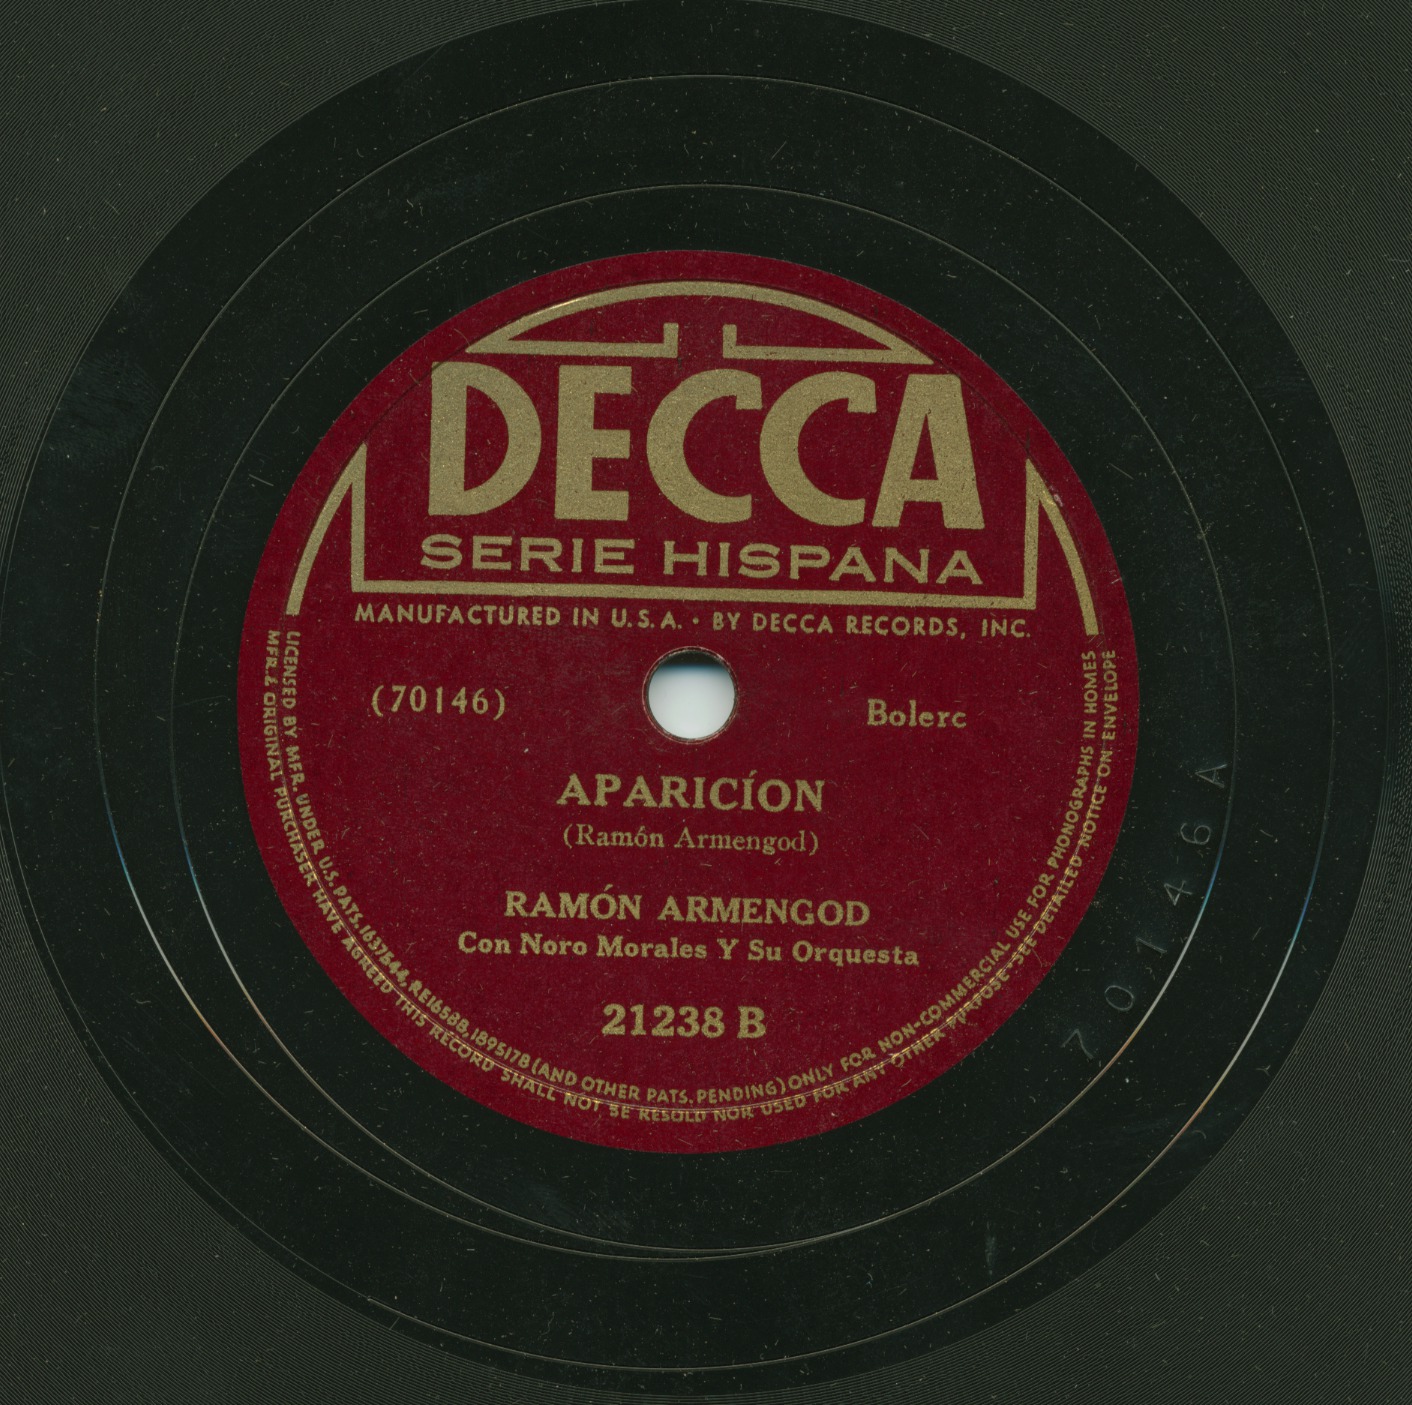 DECCA
SERIE HISPANA
MANUFACTURED IN U.S.A. • BY DECCA RECORDS, INC.
(70146)
Bolerc
APARICÍON
(Ramón Armengod)
RAMÓN ARMENGOD
Con Noro Morales Y Su Orquesta
21238 B
LICENSED BY MFR. UNDER U.S. PATS. 1637544, RE16588, 1895178 (AND OTHER PATS. PENDING) ONLY FOR NON-COMMERCIAL USE FOR PHONOGRAPHS IN HOMES
MFR. & ORIGINAL PURCHASER HAVE AGREED THIS RECORD SHALL NOT BE RESOLD NOR USED FOR ANY OTHER PURPOSE • SEE DETAILED NOTICE ON ENVELOPE
70146 A